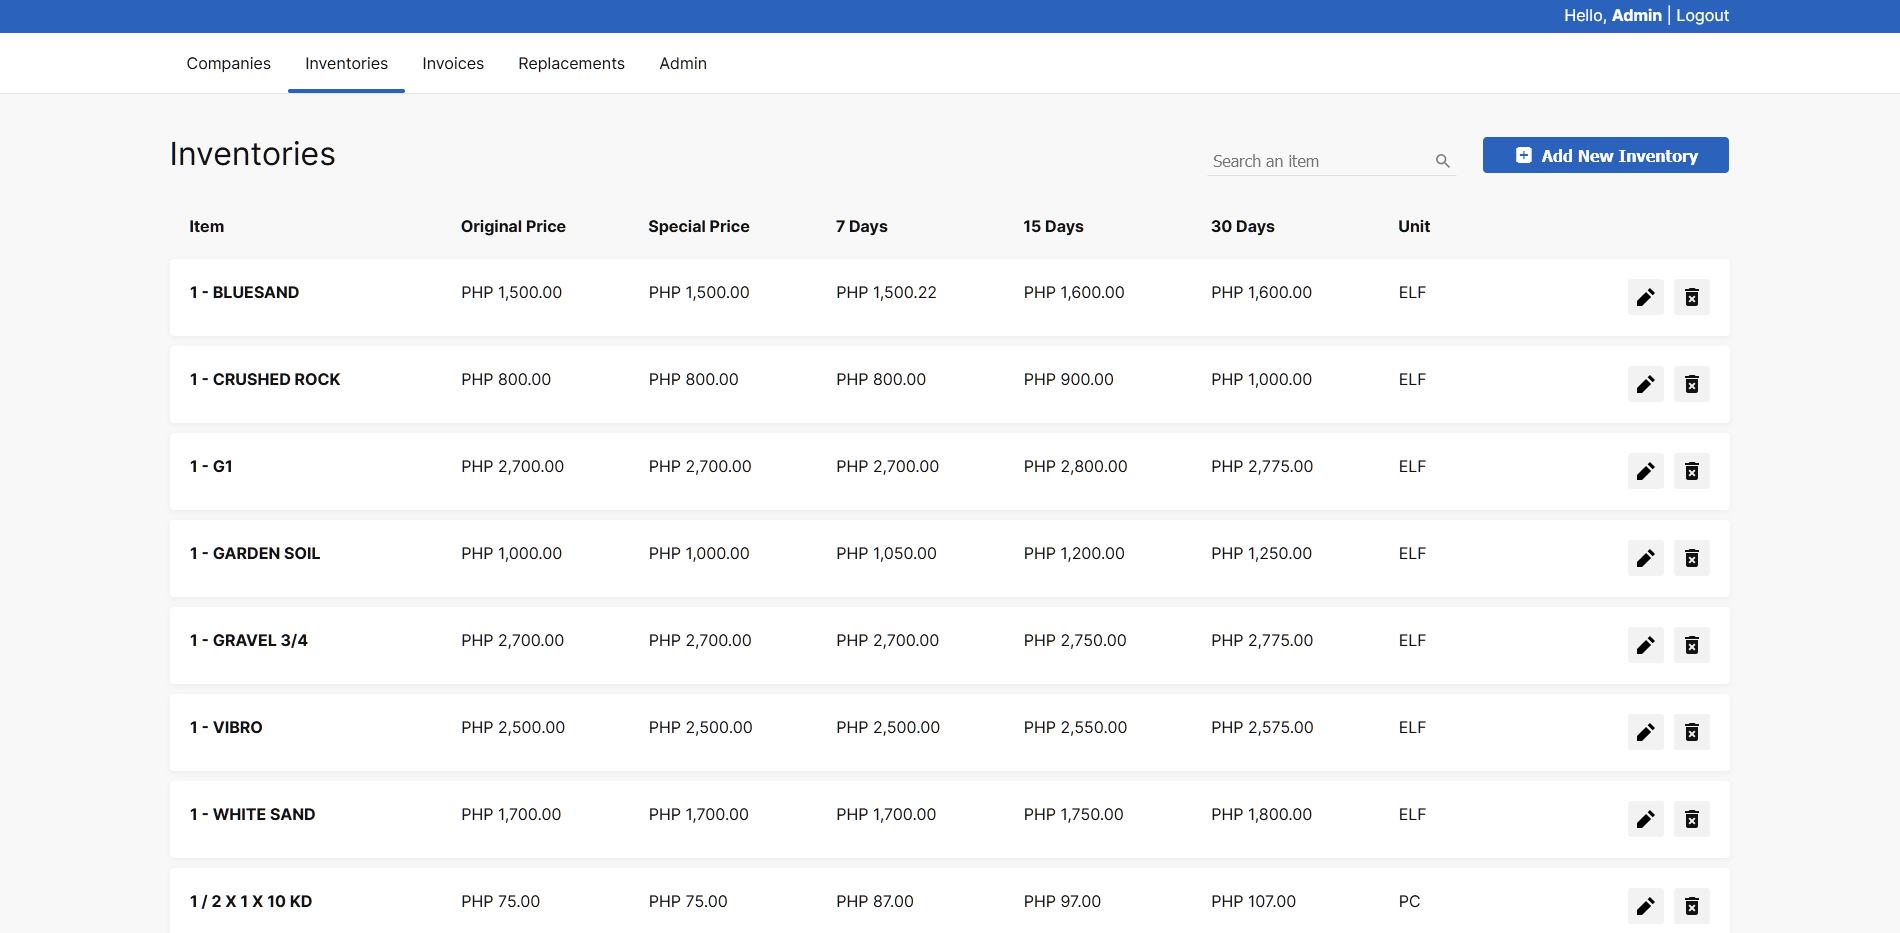 Hello, Admin | Logout
Companies Inventories Invoices Replacements Admin
Inventories
Search an item
Add New Inventory
Item Original Price Special Price 7 Days 15 Days 30 Days Unit
1 - BLUESAND PHP 1,500.00 PHP 1,500.00 PHP 1,500.22 PHP 1,600.00 PHP 1,600.00 ELF
1 - CRUSHED ROCK PHP 800.00 PHP 800.00 PHP 800.00 PHP 900.00 PHP 1,000.00 ELF
1 - G1 PHP 2,700.00 PHP 2,700.00 PHP 2,700.00 PHP 2,800.00 PHP 2,775.00 ELF
1 - GARDEN SOIL PHP 1,000.00 PHP 1,000.00 PHP 1,050.00 PHP 1,200.00 PHP 1,250.00 ELF
1 - GRAVEL 3/4 PHP 2,700.00 PHP 2,700.00 PHP 2,700.00 PHP 2,750.00 PHP 2,775.00 ELF
1 - VIBRO PHP 2,500.00 PHP 2,500.00 PHP 2,500.00 PHP 2,550.00 PHP 2,575.00 ELF
1 - WHITE SAND PHP 1,700.00 PHP 1,700.00 PHP 1,700.00 PHP 1,750.00 PHP 1,800.00 ELF
1 / 2 X 1 X 10 KD PHP 75.00 PHP 75.00 PHP 87.00 PHP 97.00 PHP 107.00 PC